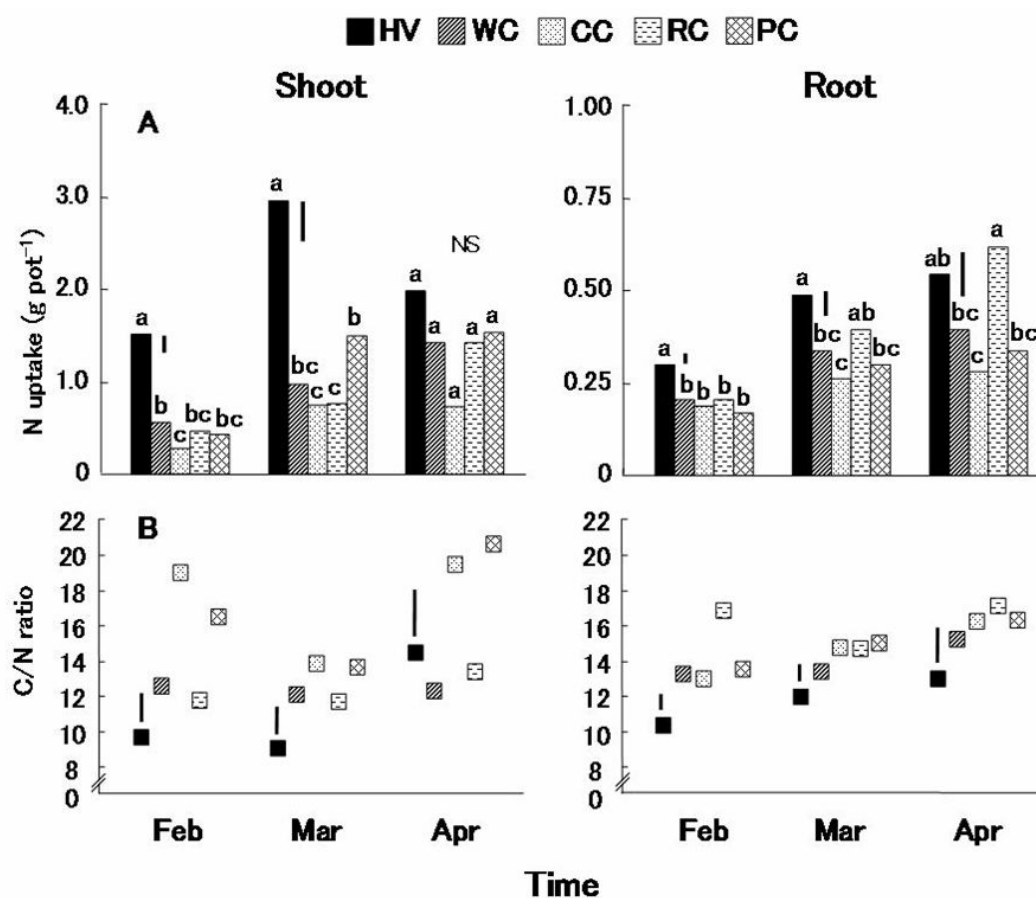 HV WC CC RC PC
Shoot Root
N uptake (g pot⁻¹)
A
4.0
3.0
2.0
1.0
0
a
b
c
bc
bc
a
bc
c
c
b
NS
a
a
a
a
a
1.00
0.75
0.50
0.25
0
a
b
b
b
b
a
bc
c
ab
bc
ab
bc
c
a
bc
C/N ratio
B
22
20
18
16
14
12
10
8
0
Feb Mar Apr
22
20
18
16
14
12
10
8
0
Feb Mar Apr
Time